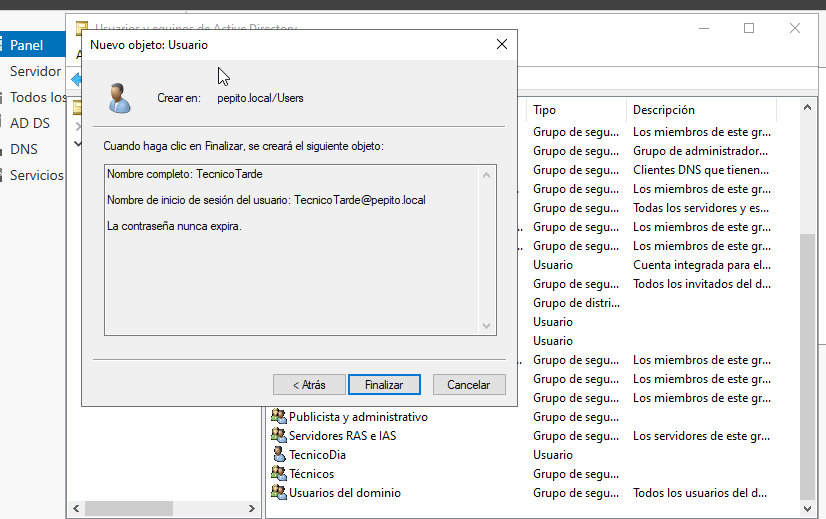 Usuarios y equipos de Active Directory
Nuevo objeto: Usuario
Panel
Servidor
Todos los
AD DS
DNS
Servicios
Crear en: pepito.local/Users
Cuando haga clic en Finalizar, se creará el siguiente objeto:
Nombre completo: TecnicoTarde
Nombre de inicio de sesión del usuario: TecnicoTarde@pepito.local
La contraseña nunca expira.
< Atrás
Finalizar
Cancelar
Tipo Descripción
Grupo de segu... Los miembros de este gr...
Grupo de segu... Grupo de administrador...
Grupo de segu... Clientes DNS que tienen...
Grupo de segu... Los miembros de este gr...
Grupo de segu... Todas los servidores y es...
Grupo de segu... Los miembros de este gr...
Grupo de segu... Los miembros de este gr...
Usuario Cuenta integrada para el...
Grupo de segu... Todos los invitados del d...
Grupo de distri...
Usuario
Usuario
Grupo de segu... Los miembros de este gr...
Grupo de segu... Los miembros de este gr...
Grupo de segu... Los miembros de este gr...
Publicista y administrativo Grupo de segu...
Servidores RAS e IAS Grupo de segu... Los servidores de este gr...
TecnicoDia Usuario
Técnicos Grupo de segu...
Usuarios del dominio Grupo de segu... Todos los usuarios del d...